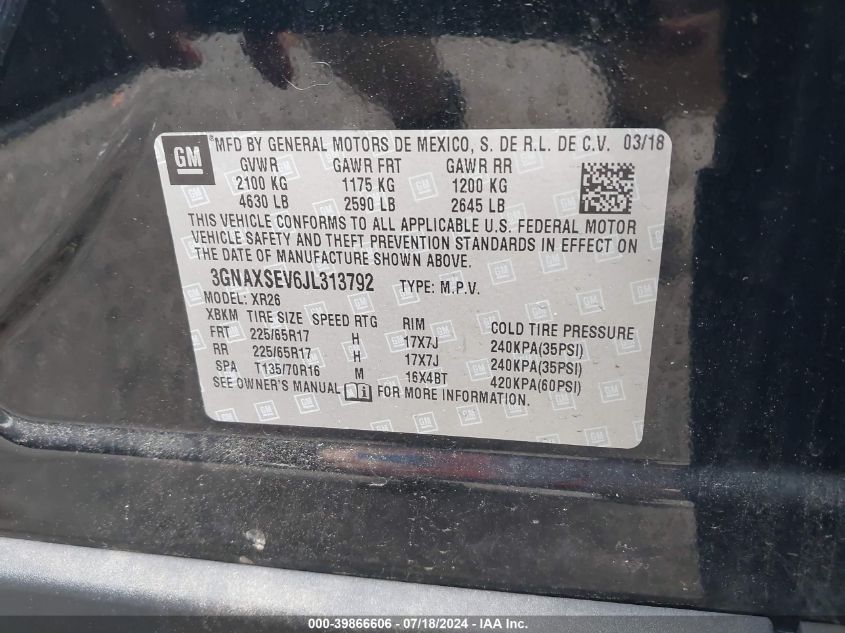 GM ® MFD BY GENERAL MOTORS DE MEXICO, S. DE R.L. DE C.V. 03/18
GVWR GAWR FRT GAWR RR
2100 KG 1175 KG 1200 KG
4630 LB 2590 LB 2645 LB
THIS VEHICLE CONFORMS TO ALL APPLICABLE U.S. FEDERAL MOTOR
VEHICLE SAFETY AND THEFT PREVENTION STANDARDS IN EFFECT ON
THE DATE OF MANUFACTURE SHOWN ABOVE.
3GNAXSEV6JL313792 TYPE: M.P.V.
MODEL: XR26
XBKM TIRE SIZE SPEED RTG RIM COLD TIRE PRESSURE
FRT 225/65R17 H 17X7J 240KPA(35PSI)
RR 225/65R17 H 17X7J 240KPA(35PSI)
SPA T135/70R16 M 16X4BT 420KPA(60PSI)
SEE OWNER'S MANUAL i FOR MORE INFORMATION.
000-39866606 - 07/18/2024 - IAA Inc.